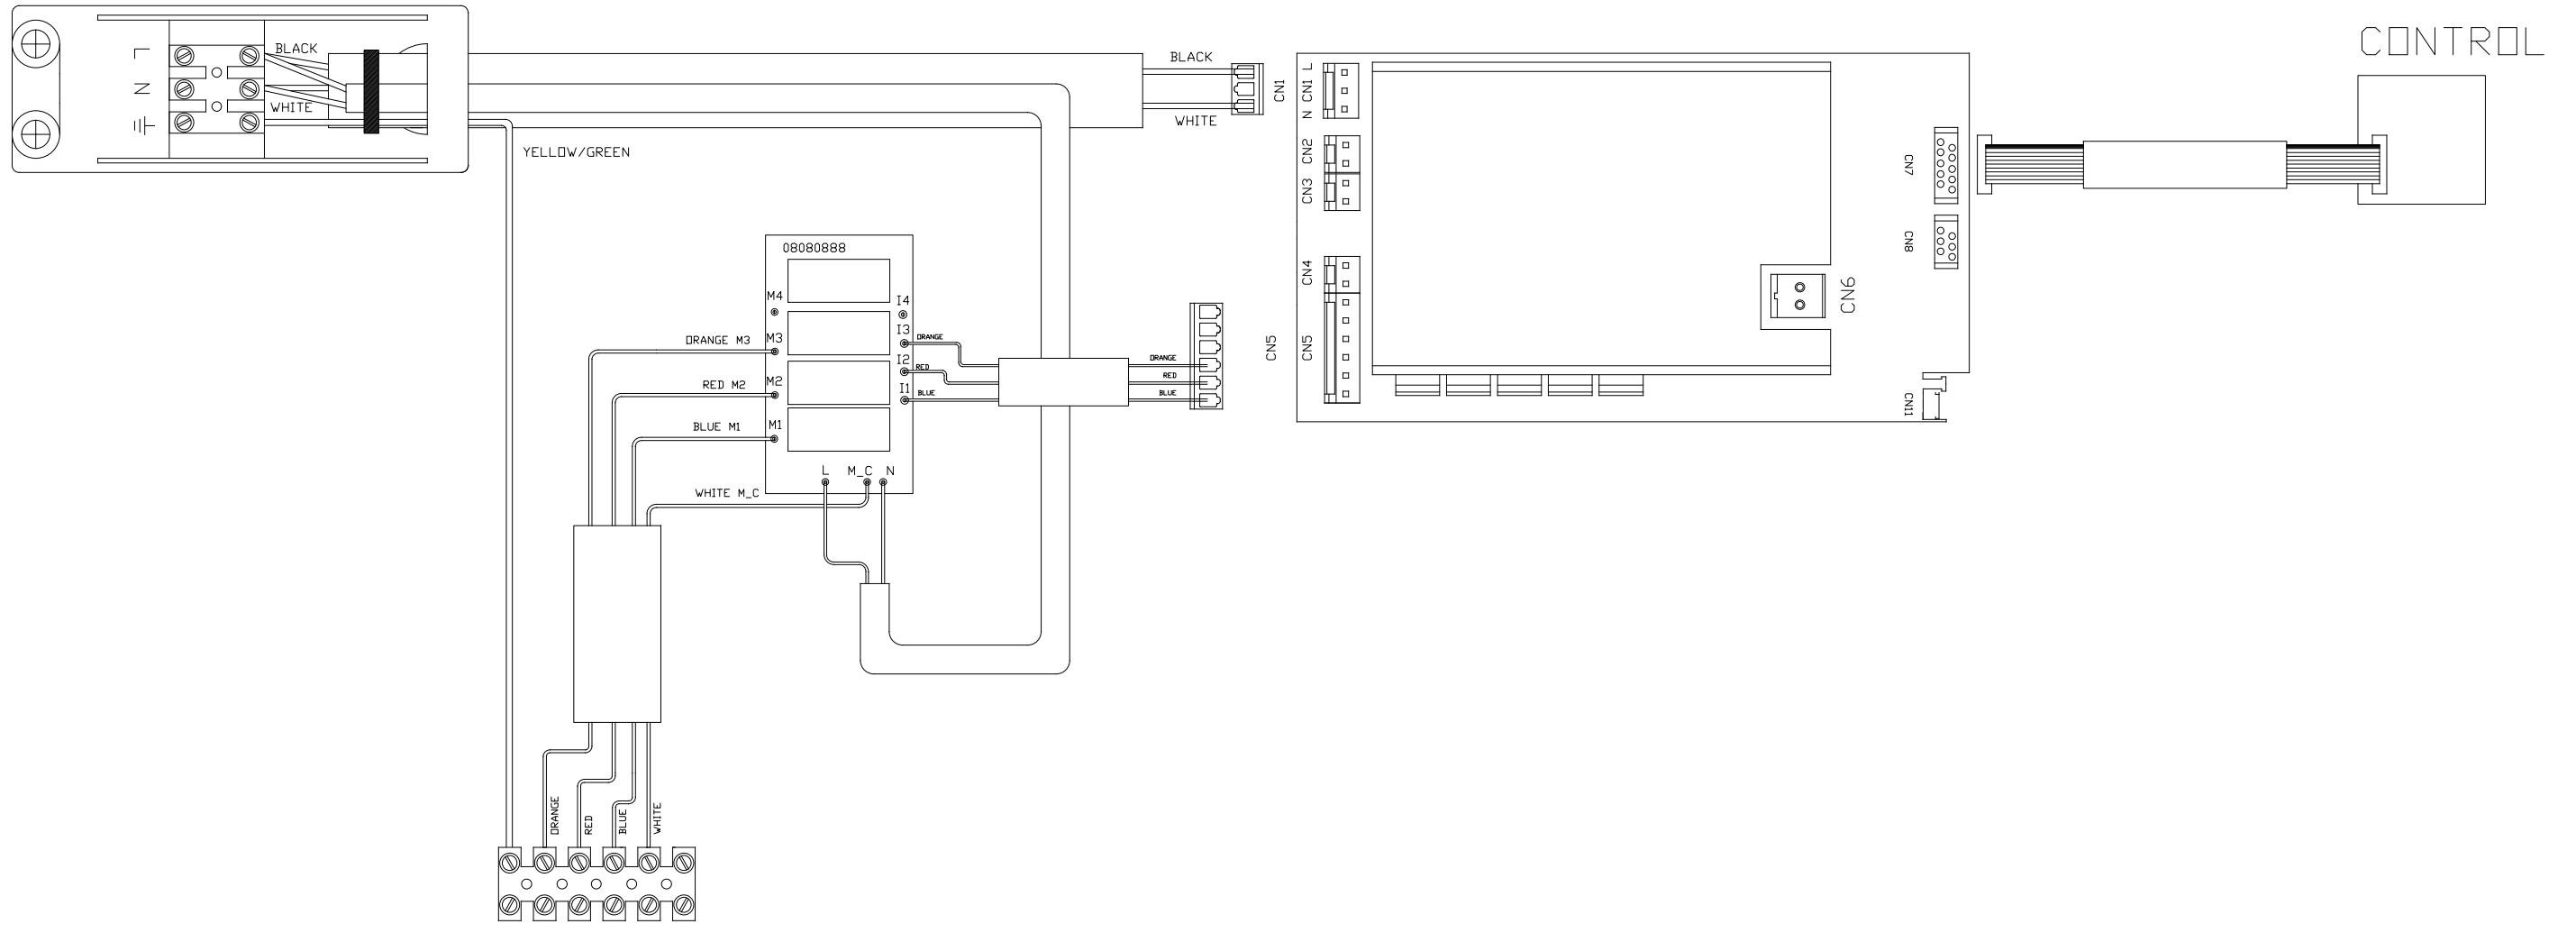 CONTROL
L
BLACK
N
WHITE
YELLOW/GREEN
BLACK
WHITE
CN1
L
CN1
N
CN2
CN3
CN4
CN5
CN5
CN6
CN7
CN8
CN11
08080888
M4
I4
M3
I3
M2
I2
M1
I1
L M_C N
ORANGE M3
RED M2
BLUE M1
WHITE M_C
ORANGE
RED
BLUE
ORANGE
RED
BLUE
ORANGE
RED
BLUE
WHITE